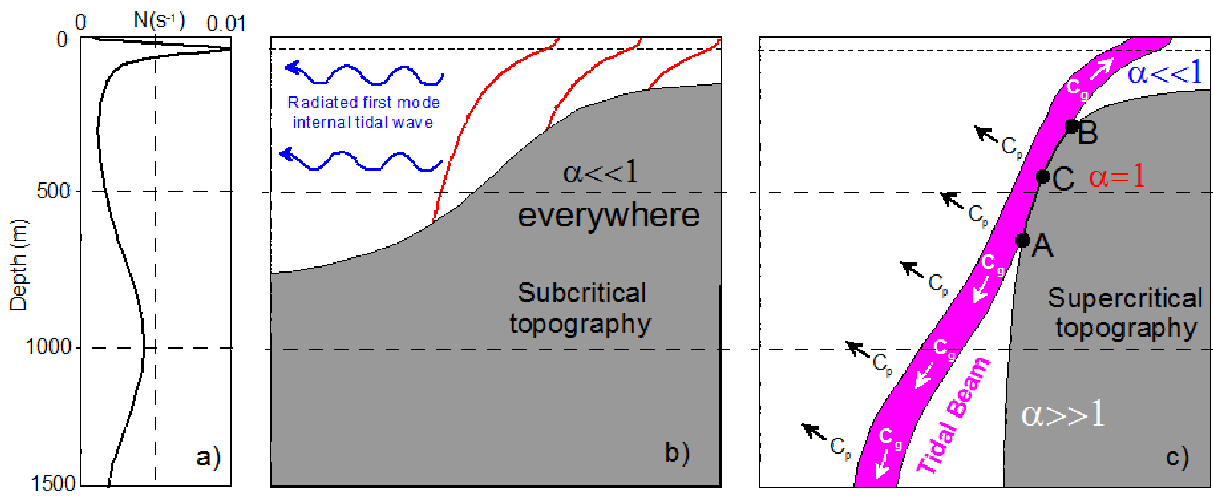 0
N(s⁻¹)
0.01
0
500
1000
1500
Depth (m)
a)
Radiated first mode
internal tidal wave
α<<1
everywhere
Subcritical
topography
b)
α<<1
Cg
B
Cp
C
α=1
Cp
A
Cg
Cp
Supercritical
topography
Cp
Cg
Tidal Beam
α>>1
Cp
Cg
c)